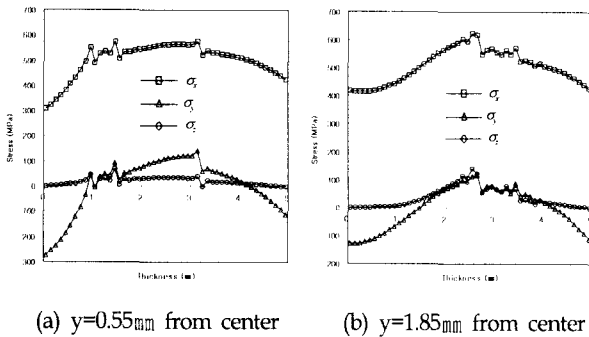 700
600
500
400
300
200
100
0
100
200
300
Stress (MPa)
σx
σy
σz
0 1 2 3 4 5
Thickness (㎜)
700
600
500
400
300
200
100
0
100
200
Stress (MPa)
σx
σy
σz
0 1 2 3 4
Thickness (㎜)
(a) y=0.55㎜ from center
(b) y=1.85㎜ from center